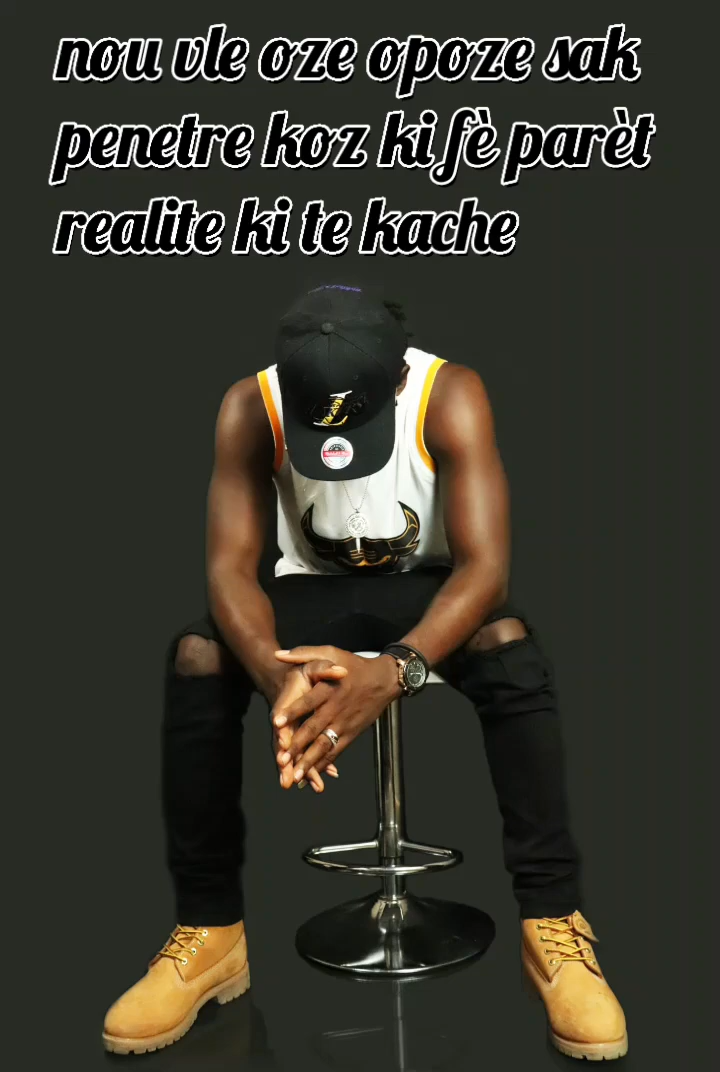 nou vle oze opoze sak
penetre koz ki fè parèt
realite ki te kache